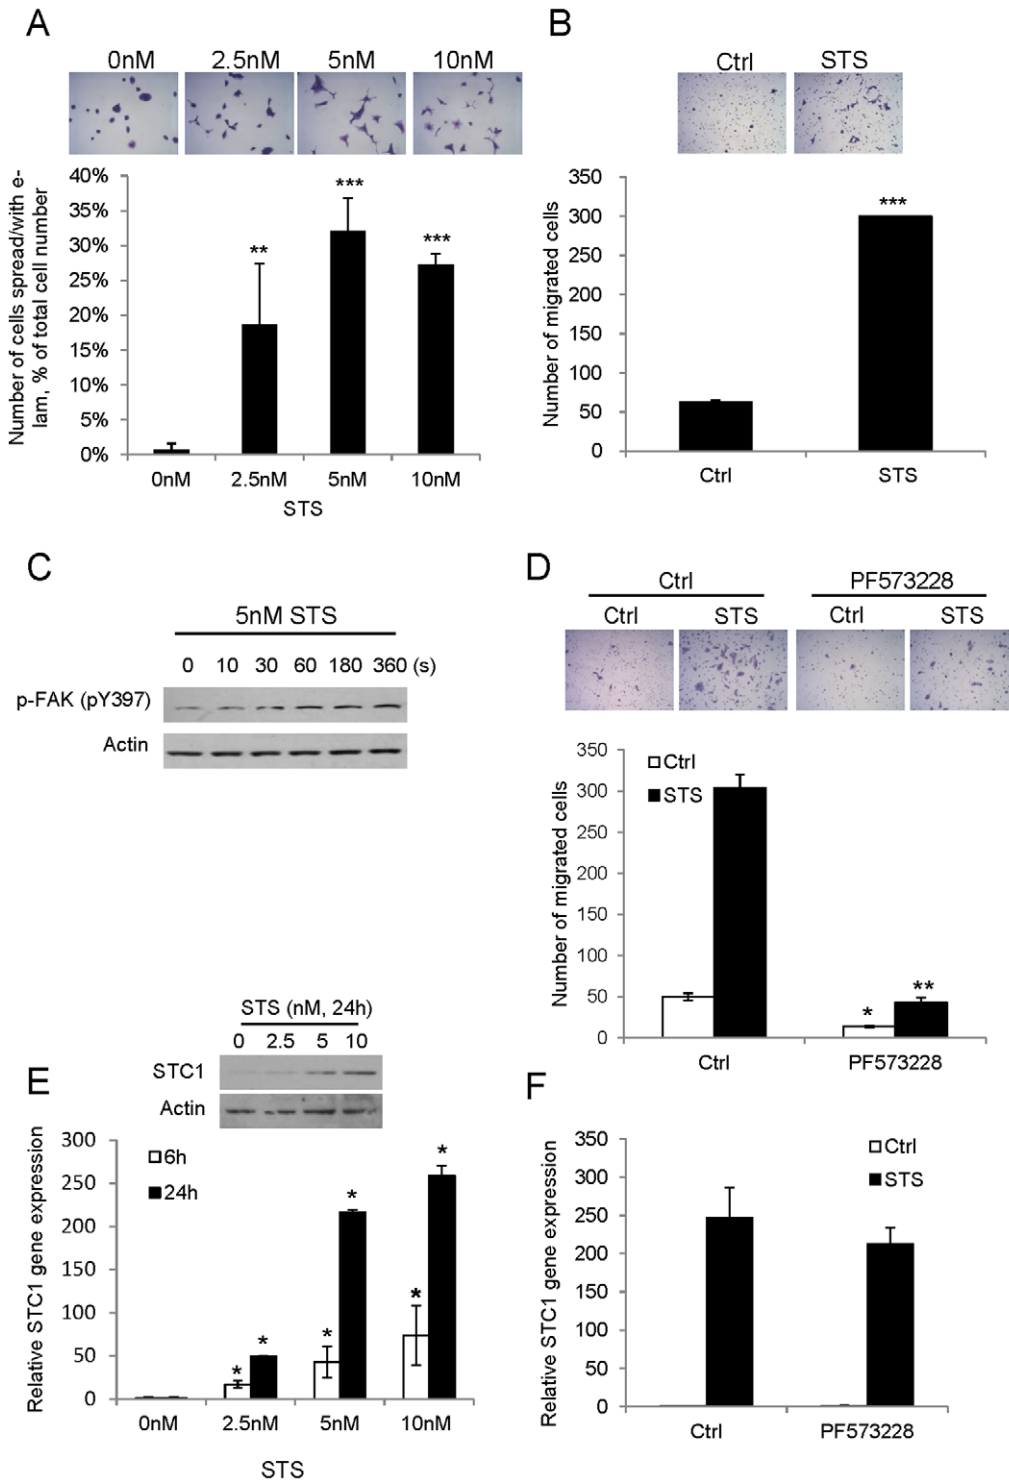 A
0nM 2.5nM 5nM 10nM
Number of cells spread/with e-
lam, % of total cell number
40%
35%
30%
25%
20%
15%
10%
5%
0%
** *** ***
0nM 2.5nM 5nM 10nM
STS
B
Ctrl STS
Number of migrated cells
350
300
250
200
150
100
50
0
***
Ctrl STS
C
5nM STS
0 10 30 60 180 360 (s)
p-FAK (pY397)
Actin
D
Ctrl PF573228
Ctrl STS Ctrl STS
Number of migrated cells
350
300
250
200
150
100
50
0
Ctrl
STS
* **
Ctrl PF573228
E
STS (nM, 24h)
0 2.5 5 10
STC1
Actin
Relative STC1 gene expression
300
250
200
150
100
50
0
6h
24h
* * * * * *
0nM 2.5nM 5nM 10nM
STS
F
Relative STC1 gene expression
350
300
250
200
150
100
50
0
Ctrl
STS
Ctrl PF573228